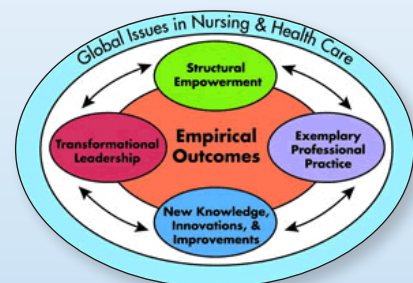 Global Issues in Nursing & Health Care
Structural
Empowerment
Transformational
Leadership
Empirical
Outcomes
Exemplary
Professional
Practice
New Knowledge,
Innovations, &
Improvements